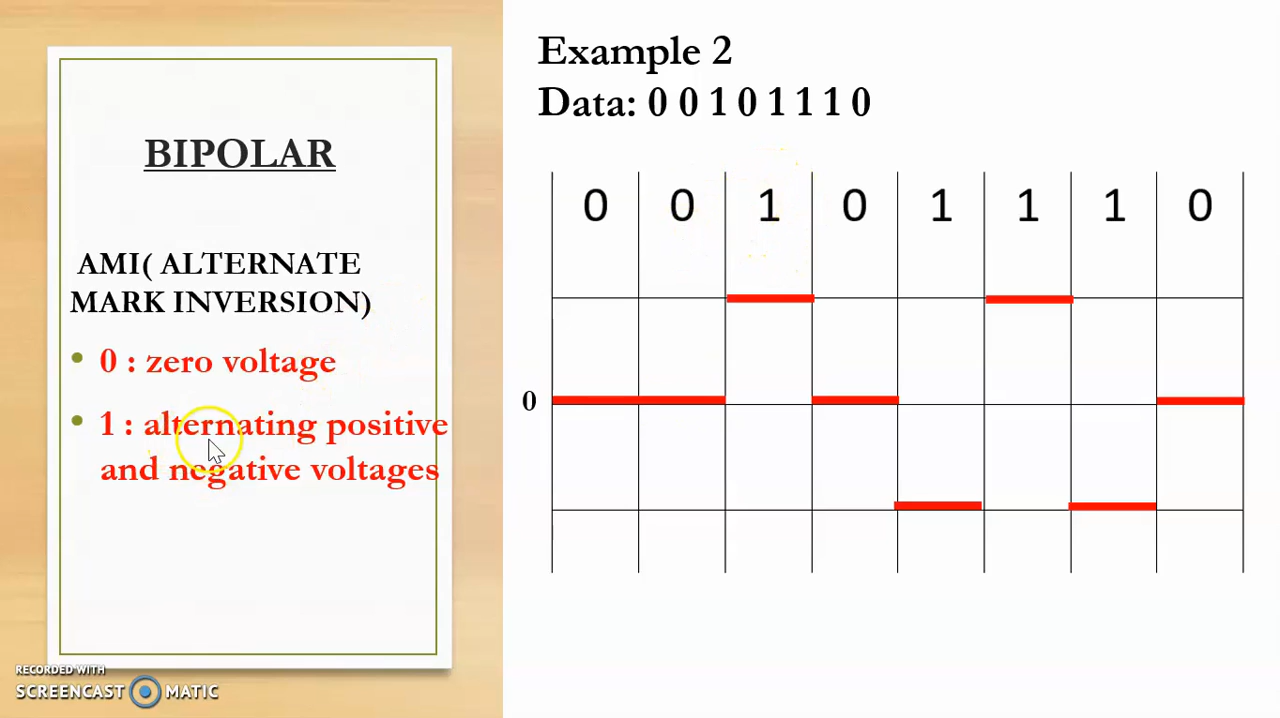 BIPOLAR
AMI( ALTERNATE
MARK INVERSION)
• 0 : zero voltage
• 1 : alternating positive
and negative voltages
RECORDED WITH
SCREENCAST MATIC
Example 2
Data: 0 0 1 0 1 1 1 0
0 0 1 0 1 1 1 0
0